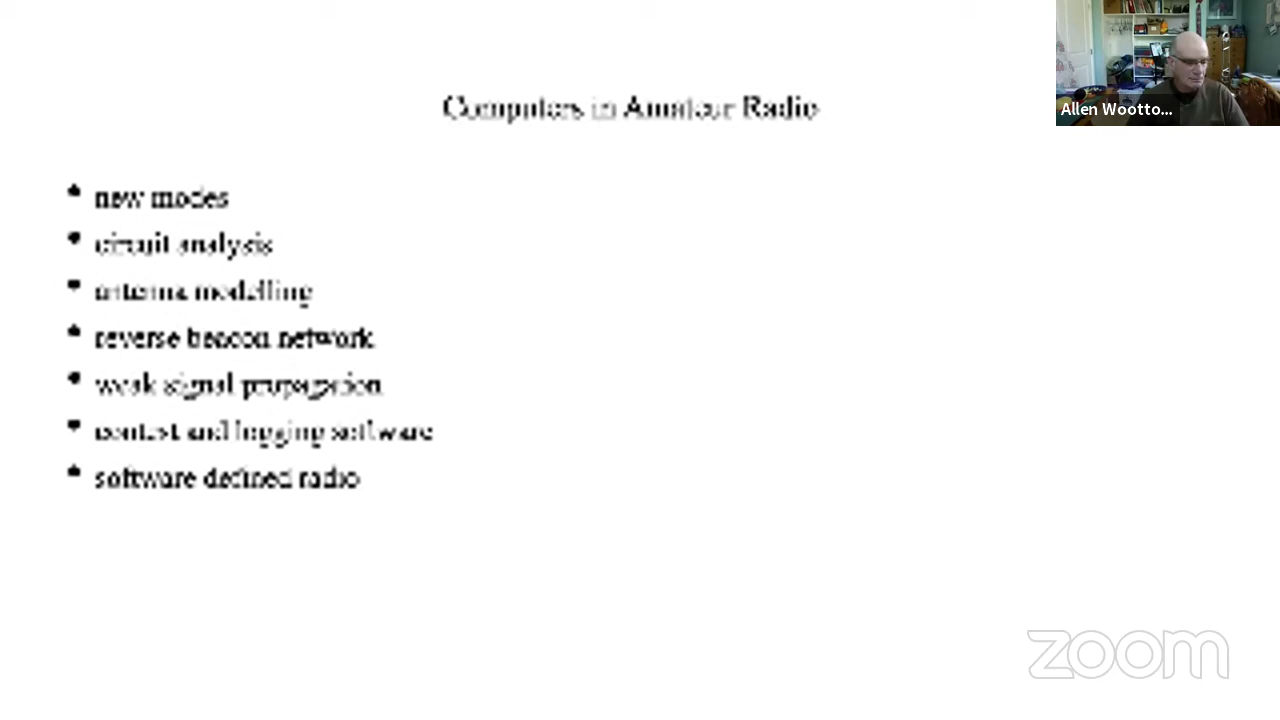 Computers in Amateur Radio
Allen Wootto...
• new modes
• circuit analysis
• antenna modelling
• reverse beacon network
• weak signal propagation
• contest and logging software
• software defined radio
zoom